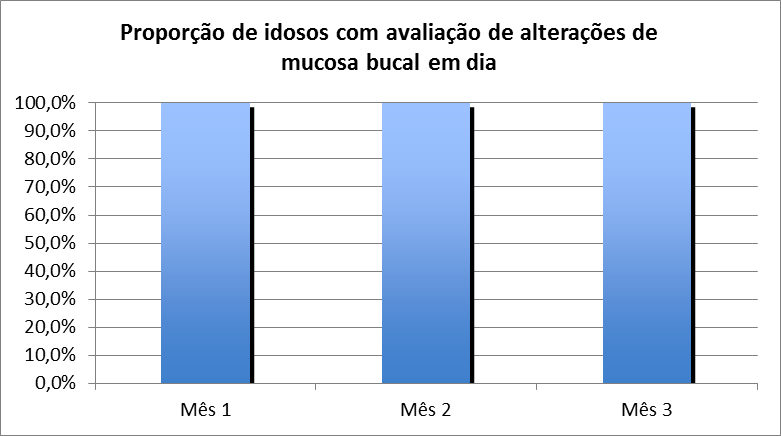 Proporção de idosos com avaliação de alterações de
mucosa bucal em dia
100,0%
90,0%
80,0%
70,0%
60,0%
50,0%
40,0%
30,0%
20,0%
10,0%
0,0%
Mês 1
Mês 2
Mês 3